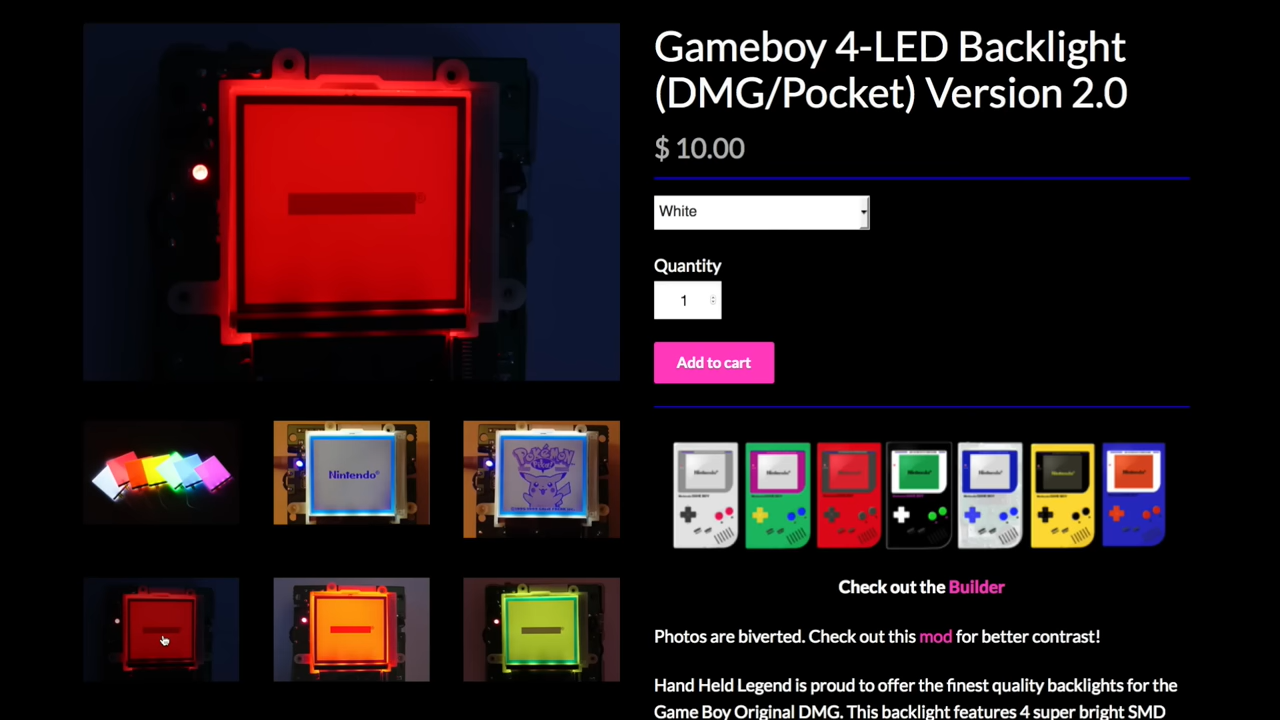 Gameboy 4-LED Backlight
(DMG/Pocket) Version 2.0
$ 10.00
White
Quantity
1
Add to cart
Nintendo®
Pokémon
Check out the Builder
Photos are biverted. Check out this mod for better contrast!
Hand Held Legend is proud to offer the finest quality backlights for the
Game Boy Original DMG. This backlight features 4 super bright SMD